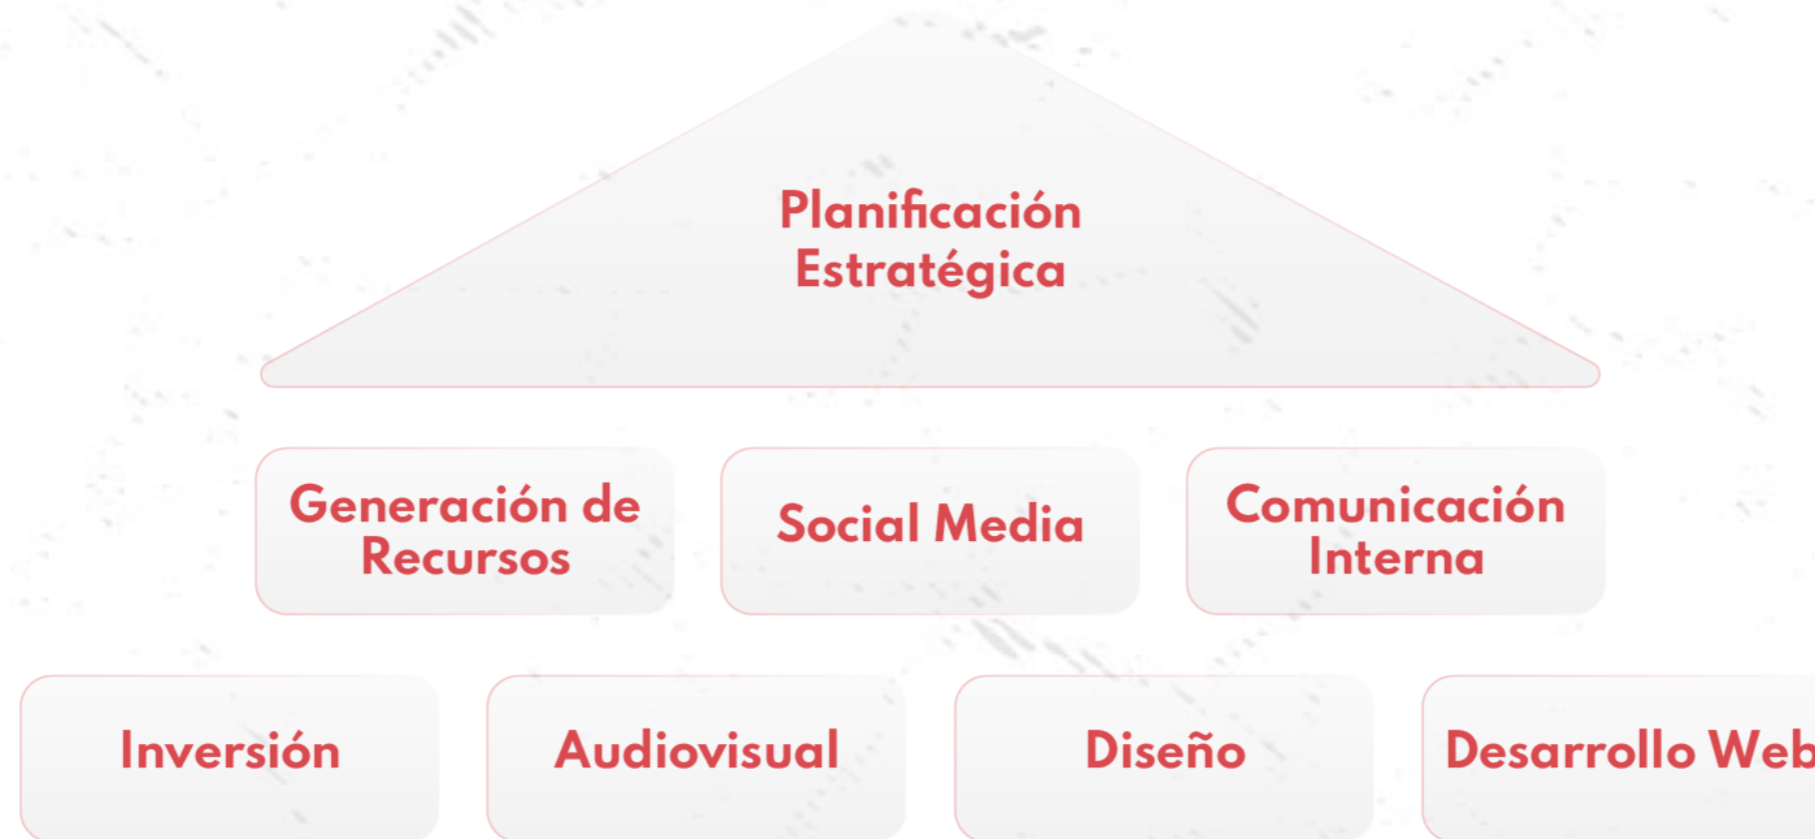 Planificación
Estratégica
Generación de
Recursos
Social Media
Comunicación
Interna
Inversión
Audiovisual
Diseño
Desarrollo Web